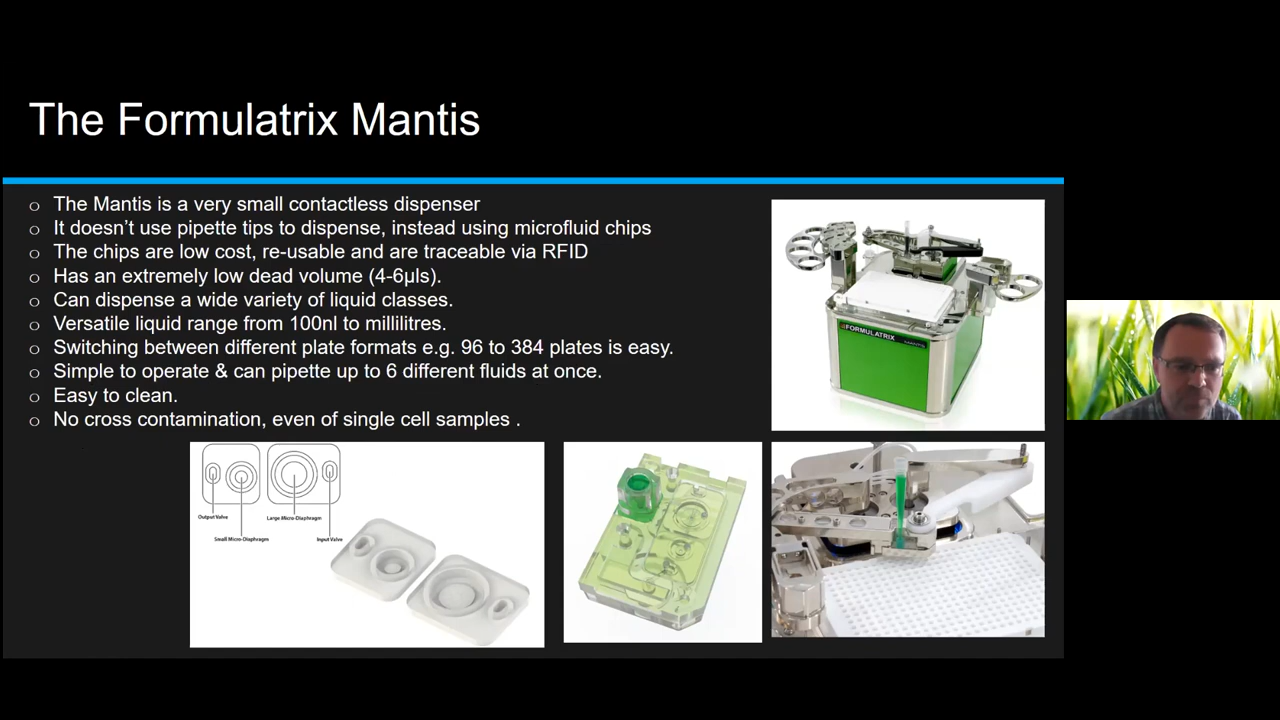 The Formulatrix Mantis
o The Mantis is a very small contactless dispenser
o It doesn't use pipette tips to dispense, instead using microfluid chips
o The chips are low cost, re-usable and are traceable via RFID
o Has an extremely low dead volume (4-6µls).
o Can dispense a wide variety of liquid classes.
o Versatile liquid range from 100nl to millilitres.
o Switching between different plate formats e.g. 96 to 384 plates is easy.
o Simple to operate & can pipette up to 6 different fluids at once.
o Easy to clean.
o No cross contamination, even of single cell samples .
FORMULATRIX
MANTIS
Output Valve
Large Micro-Diaphragm
Small Micro-Diaphragm
Input Valve